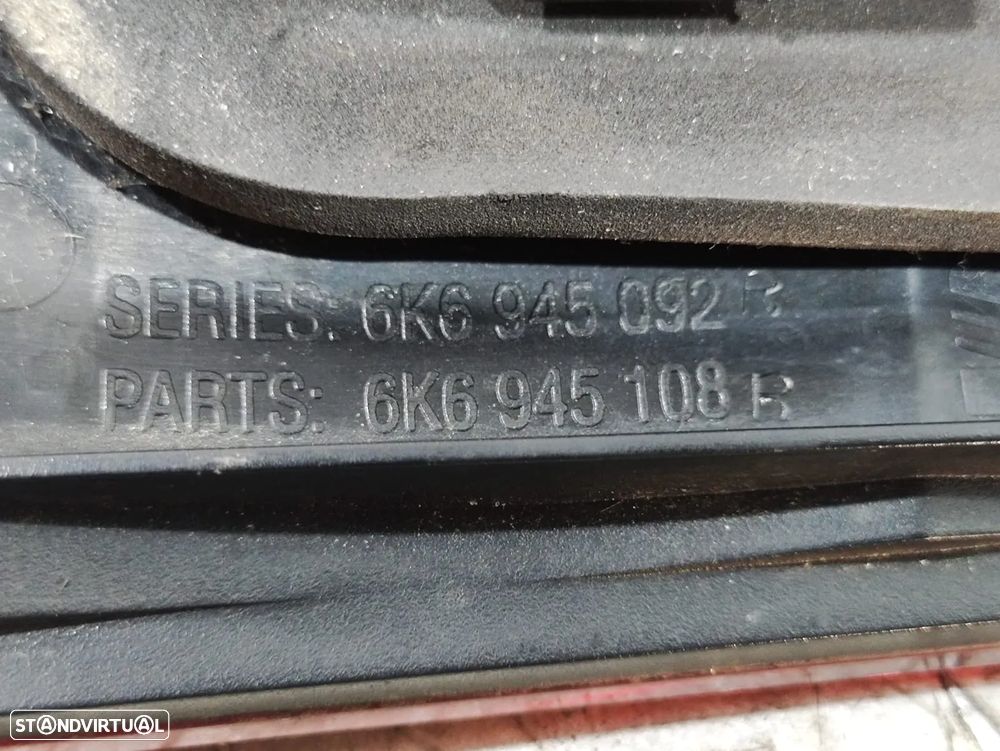 SERIES: 6K6 945 092 B
PARTS: 6K6 945 108 B
STANDVIRTUAL